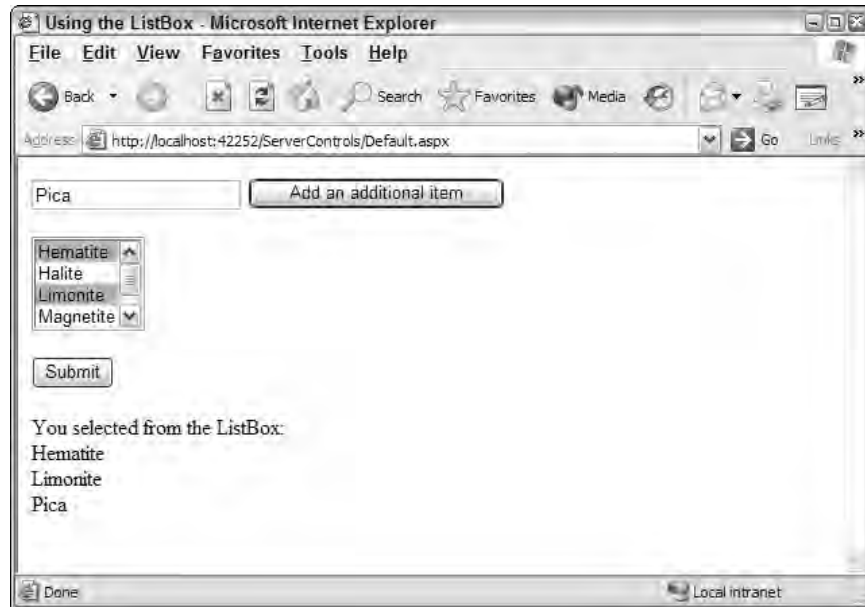 Using the ListBox - Microsoft Internet Explorer
File Edit View Favorites Tools Help
Back Search Favorites Media »
Address http://localhost:42252/ServerControls/Default.aspx Go Links »
Pica Add an additional item
Hematite
Halite
Limonite
Magnetite
Submit
You selected from the ListBox:
Hematite
Limonite
Pica
Done Local intranet